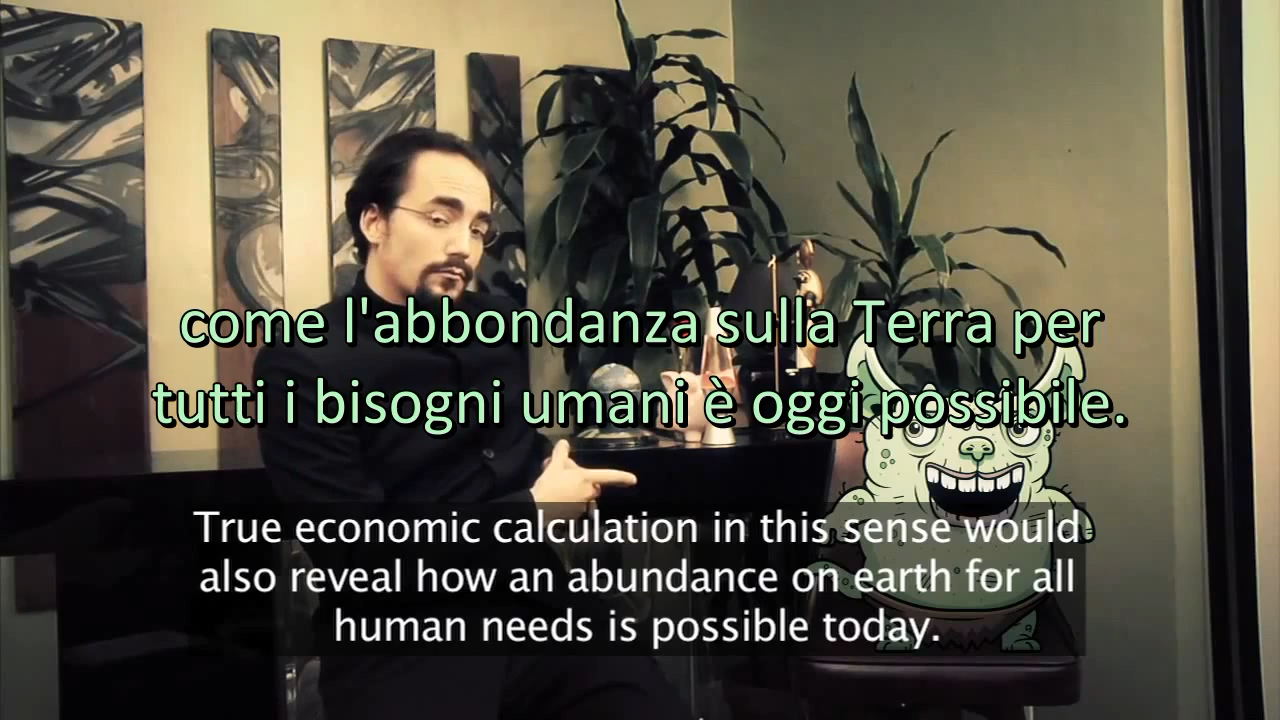 come l'abbondanza sulla Terra per
tutti i bisogni umani è oggi possibile.
True economic calculation in this sense would
also reveal how an abundance on earth for all
human needs is possible today.